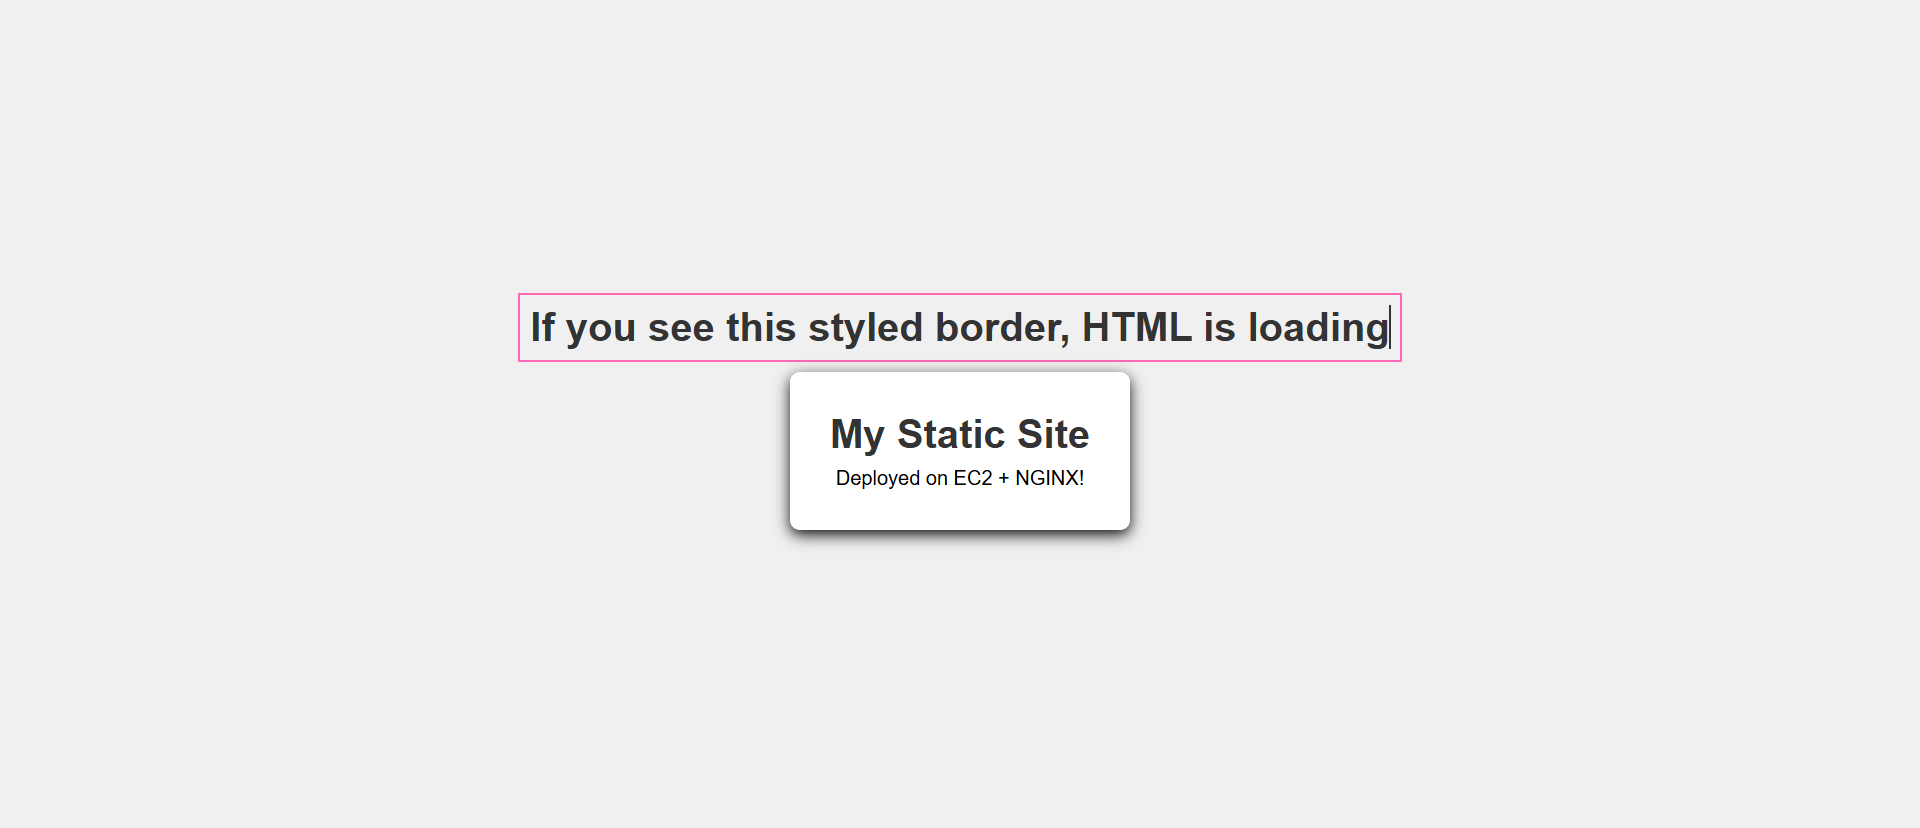 If you see this styled border, HTML is loading
My Static Site
Deployed on EC2 + NGINX!